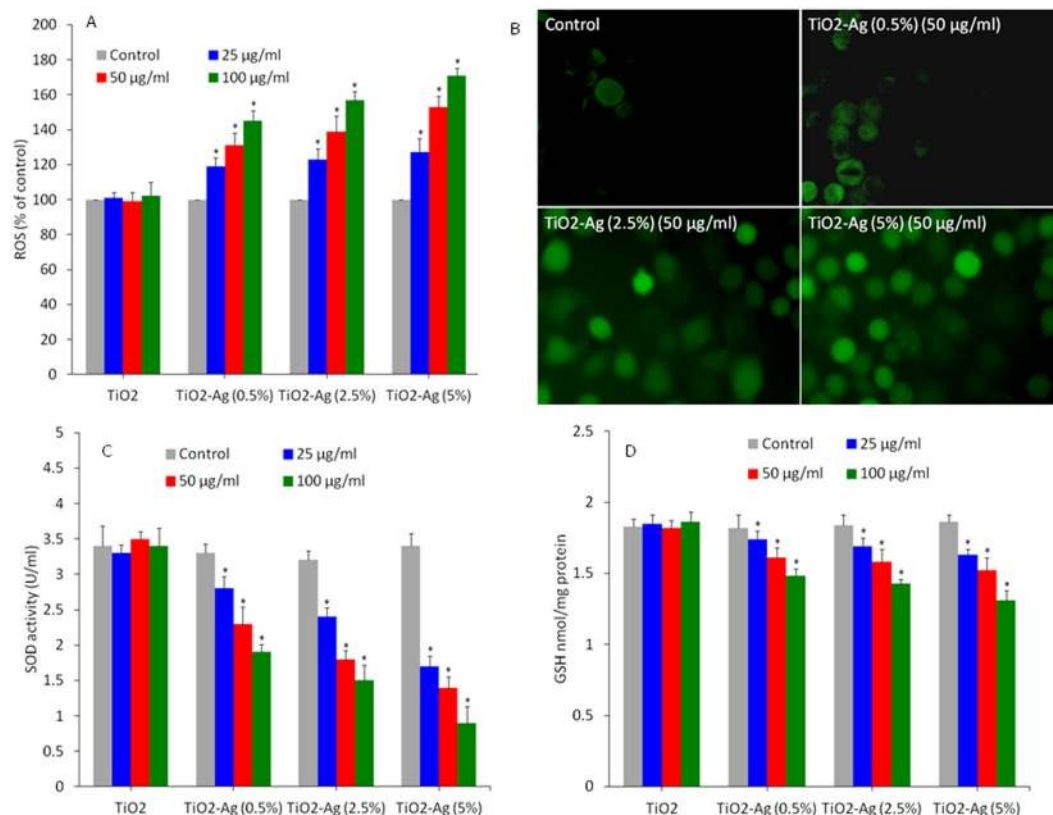 A
200
180
160
140
120
100
80
60
40
20
0
ROS (% of control)
Control
25 µg/ml
50 µg/ml
100 µg/ml
* * * * * * * * *
TiO2
TiO2-Ag (0.5%)
TiO2-Ag (2.5%)
TiO2-Ag (5%)
B
Control
TiO2-Ag (0.5%) (50 µg/ml)
TiO2-Ag (2.5%) (50 µg/ml)
TiO2-Ag (5%) (50 µg/ml)
C
5
4.5
4
3.5
3
2.5
2
1.5
1
0.5
0
SOD activity (U/ml)
Control
25 µg/ml
50 µg/ml
100 µg/ml
* * * * * * * * *
TiO2
TiO2-Ag (0.5%)
TiO2-Ag (2.5%)
TiO2-Ag (5%)
D
2.5
2
1.5
1
0.5
0
GSH nmol/mg protein
Control
25 µg/ml
50 µg/ml
100 µg/ml
* * * * * * * * *
TiO2
TiO2-Ag (0.5%)
TiO2-Ag (2.5%)
TiO2-Ag (5%)